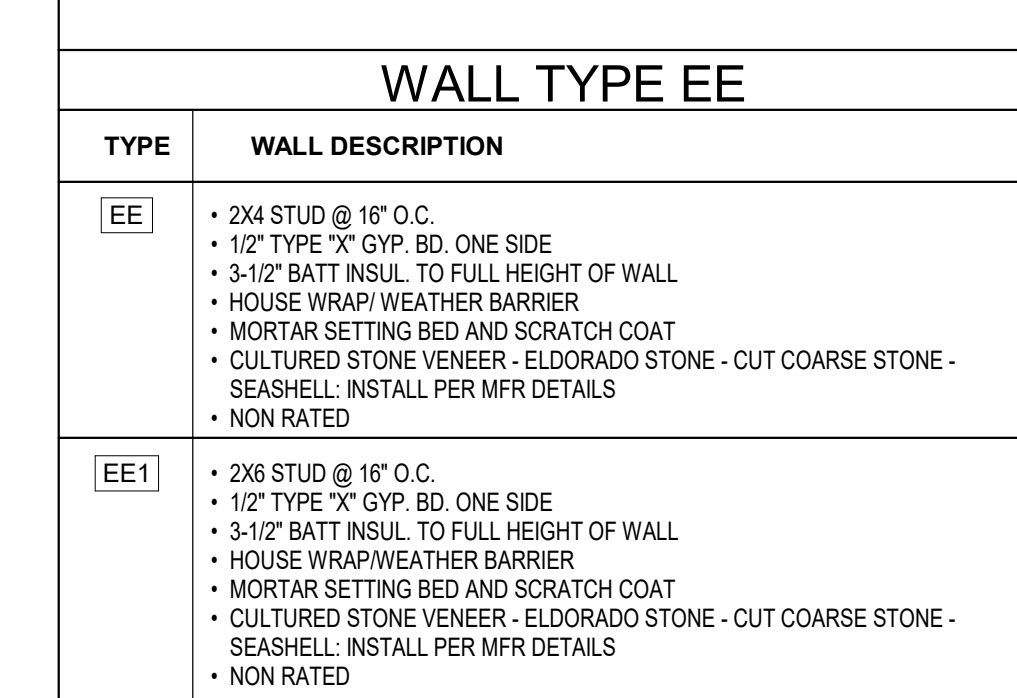 WALL TYPE EE
TYPE WALL DESCRIPTION
EE
• 2X4 STUD @ 16" O.C.
• 1/2" TYPE "X" GYP. BD. ONE SIDE
• 3-1/2" BATT INSUL. TO FULL HEIGHT OF WALL
• HOUSE WRAP/ WEATHER BARRIER
• MORTAR SETTING BED AND SCRATCH COAT
• CULTURED STONE VENEER - ELDORADO STONE - CUT COARSE STONE -
SEASHELL: INSTALL PER MFR DETAILS
• NON RATED
EE1
• 2X6 STUD @ 16" O.C.
• 1/2" TYPE "X" GYP. BD. ONE SIDE
• 3-1/2" BATT INSUL. TO FULL HEIGHT OF WALL
• HOUSE WRAP/WEATHER BARRIER
• MORTAR SETTING BED AND SCRATCH COAT
• CULTURED STONE VENEER - ELDORADO STONE - CUT COARSE STONE -
SEASHELL: INSTALL PER MFR DETAILS
• NON RATED